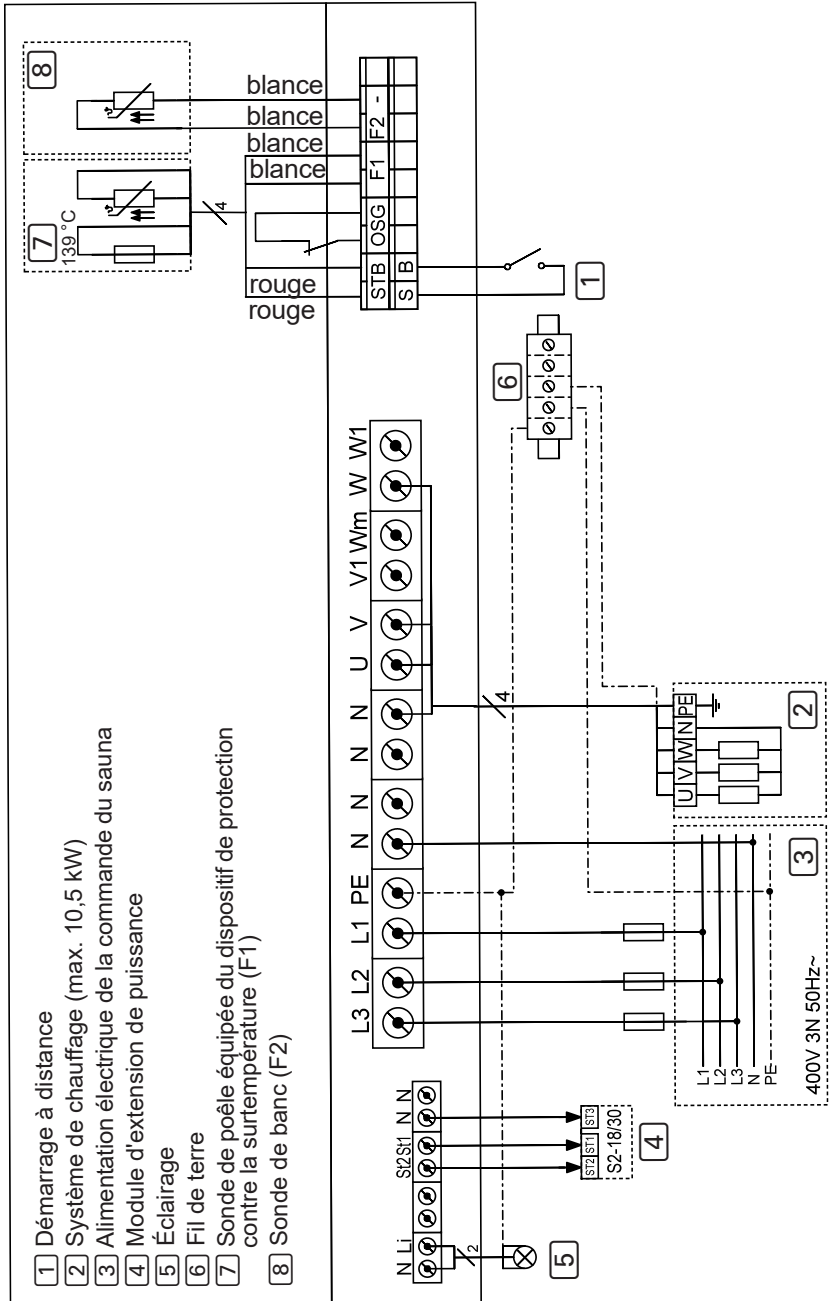 1 Démarrage à distance
2 Système de chauffage (max. 10,5 kW)
3 Alimentation électrique de la commande du sauna
4 Module d'extension de puissance
5 Éclairage
6 Fil de terre
7 Sonde de poêle équipée du dispositif de protection
contre la surtempérature (F1)
8 Sonde de banc (F2)
8
7
139 °C
blance
blance
blance
blance
rouge
rouge
4
STB OSG F1 F2 -
S B
1
6
N Li St2 St1 N N
L3 L2 L1 PE N N N N U V V1 Wm W W1
2
4
5
ST2 ST1 ST3
S2-18/30
4
L1
L2
L3
N
PE
400V 3N 50Hz~
3
U V W N PE
2